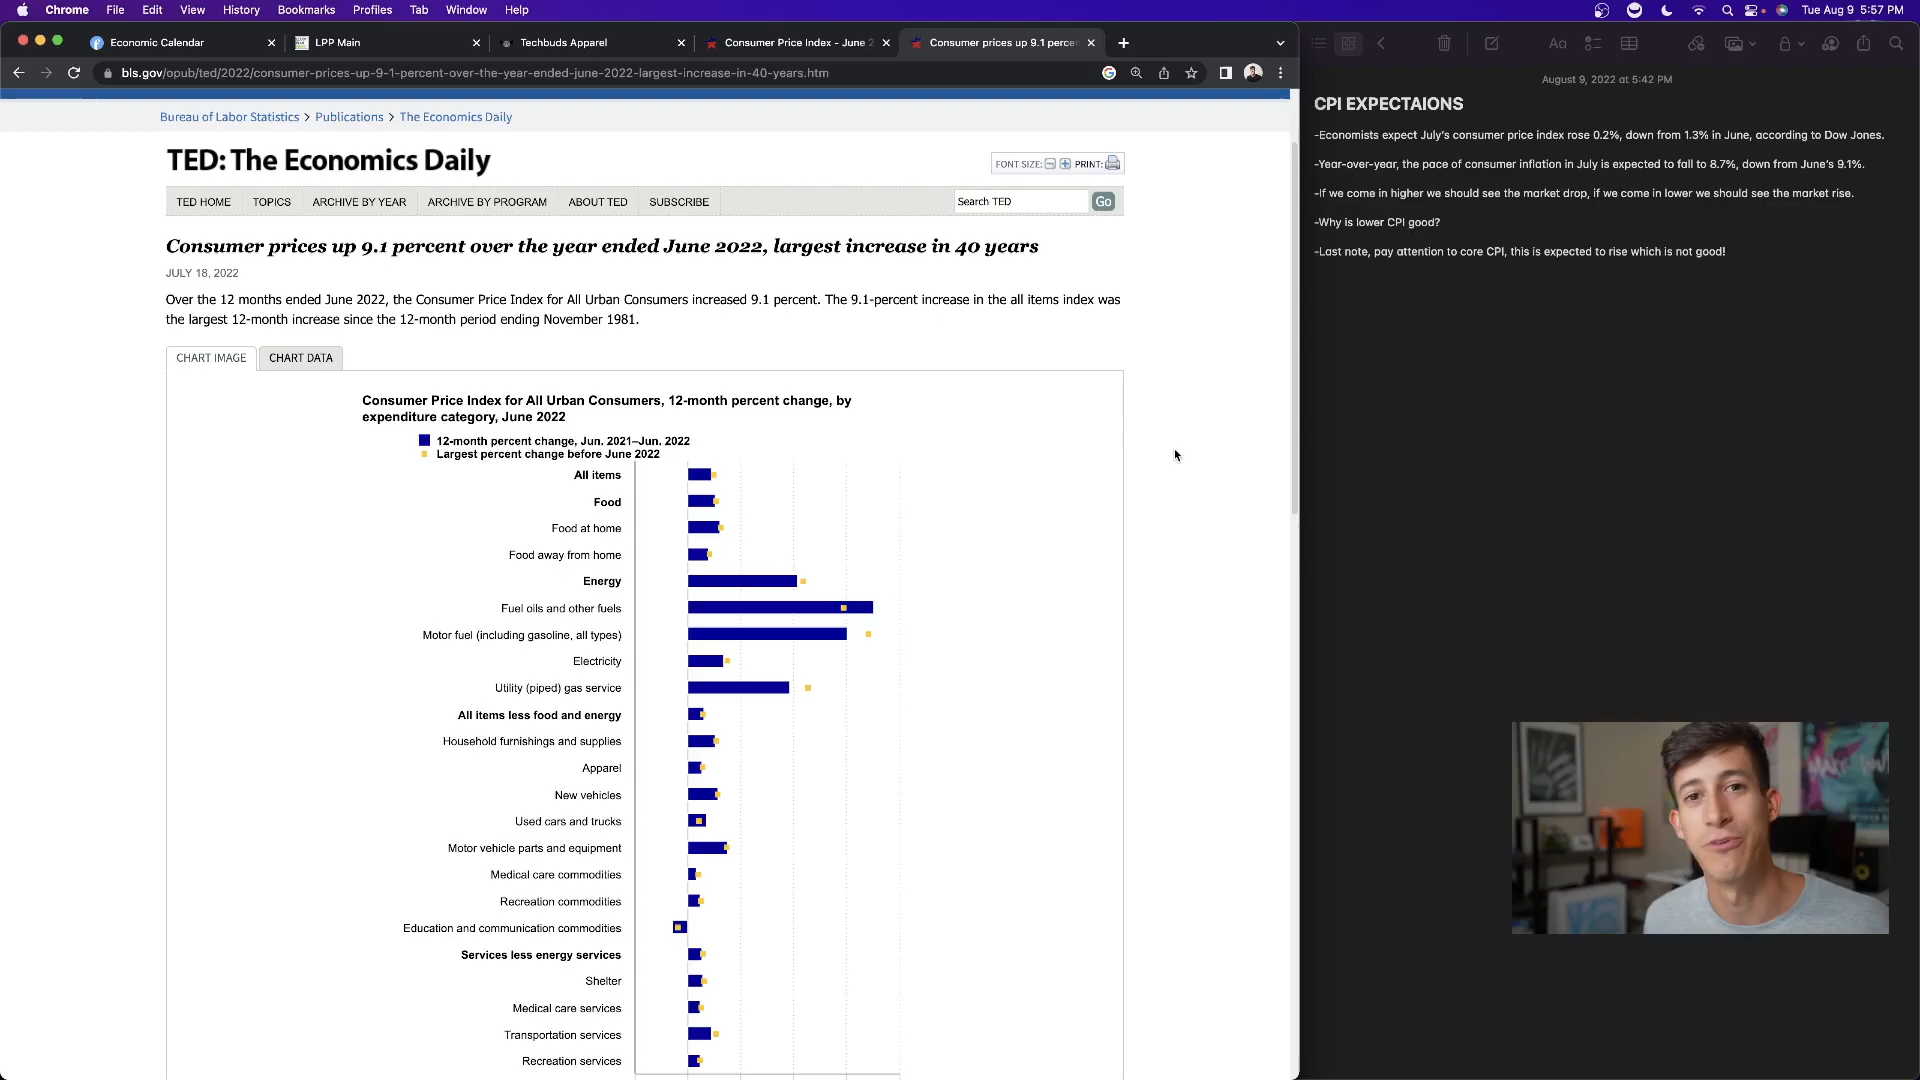 Chrome File Edit View History Bookmarks Profiles Tab Window Help Tue Aug 9 5:57 PM
Economic Calendar LPP Main Techbuds Apparel Consumer Price Index - June 2 Consumer prices up 9.1 percen
bls.gov/opub/ted/2022/consumer-prices-up-9-1-percent-over-the-year-ended-june-2022-largest-increase-in-40-years.htm
Bureau of Labor Statistics > Publications > The Economics Daily
TED: The Economics Daily
FONT SIZE: PRINT:
TED HOME TOPICS ARCHIVE BY YEAR ARCHIVE BY PROGRAM ABOUT TED SUBSCRIBE Search TED Go
Consumer prices up 9.1 percent over the year ended June 2022, largest increase in 40 years
JULY 18, 2022
Over the 12 months ended June 2022, the Consumer Price Index for All Urban Consumers increased 9.1 percent. The 9.1-percent increase in the all items index was
the largest 12-month increase since the 12-month period ending November 1981.
CHART IMAGE CHART DATA
Consumer Price Index for All Urban Consumers, 12-month percent change, by
expenditure category, June 2022
12-month percent change, Jun. 2021–Jun. 2022
Largest percent change before June 2022
All items
Food
Food at home
Food away from home
Energy
Fuel oils and other fuels
Motor fuel (including gasoline, all types)
Electricity
Utility (piped) gas service
All items less food and energy
Household furnishings and supplies
Apparel
New vehicles
Used cars and trucks
Motor vehicle parts and equipment
Medical care commodities
Recreation commodities
Education and communication commodities
Services less energy services
Shelter
Medical care services
Transportation services
Recreation services
Aa
August 9, 2022 at 5:42 PM
CPI EXPECTAIONS
-Economists expect July's consumer price index rose 0.2%, down from 1.3% in June, according to Dow Jones.
-Year-over-year, the pace of consumer inflation in July is expected to fall to 8.7%, down from June's 9.1%.
-If we come in higher we should see the market drop, if we come in lower we should see the market rise.
-Why is lower CPI good?
-Last note, pay attention to core CPI, this is expected to rise which is not good!